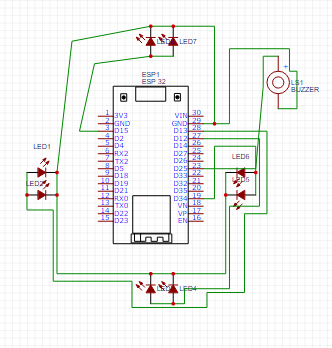 LED7
ESP1
ESP 32
LS1
BUZZER
+
1 3V3
2 GND
3 D15
4 D2
5 D4
6 RX2
7 TX2
8 D5
9 D18
10 D19
11 D21
12 RX0
13 TX0
14 D22
15 D23
VIN 30
GND 29
D13 28
D12 27
D14 26
D27 25
D26 24
D25 23
D33 22
D32 21
D35 20
D34 19
VN 18
VP 17
EN 16
LED1
LED2
LED6
LED4